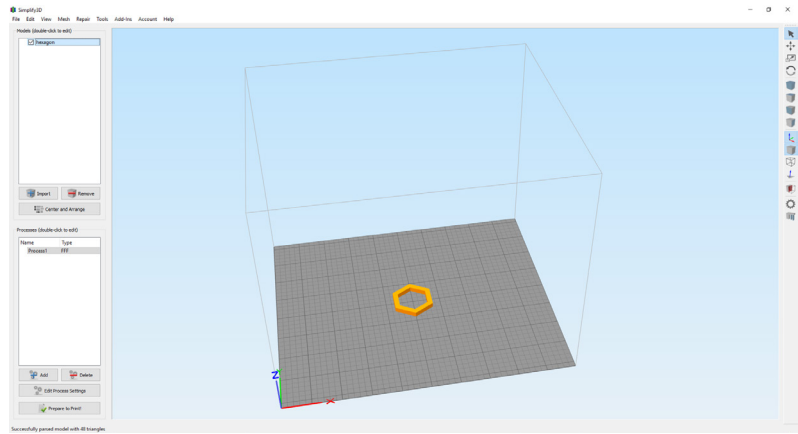 Simplify3D
File Edit View Mesh Repair Tools Add-Ins Account Help
Models (double-click to edit)
hexagon
Import Remove
Center and Arrange
Processes (double-click to edit)
Name Type
Process1 FFF
Add Delete
Edit Process Settings
Prepare to Print!
Z
X
Successfully parsed model with 48 triangles